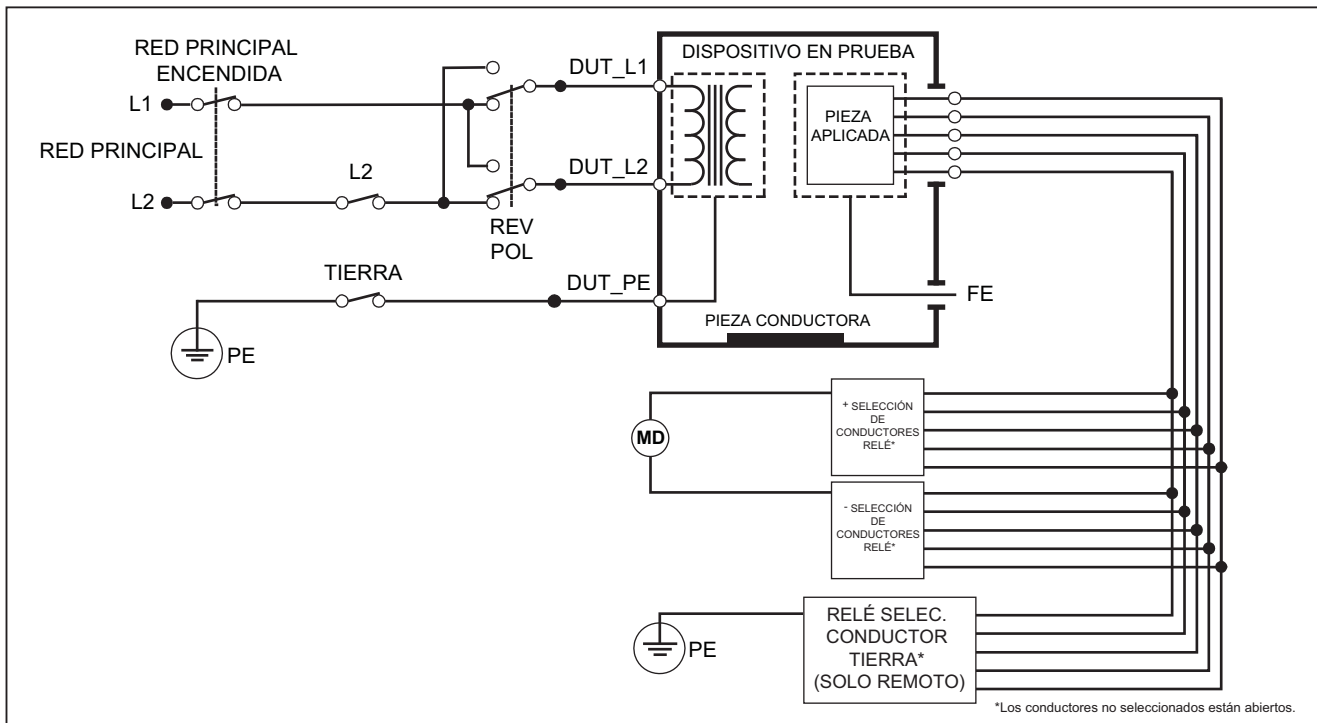 RED PRINCIPAL
ENCENDIDA
L1
RED PRINCIPAL
L2
L2
REV
POL
DUT_L1
DUT_L2
TIERRA
DUT_PE
PE
DISPOSITIVO EN PRUEBA
PIEZA
APLICADA
FE
PIEZA CONDUCTORA
MD
+ SELECCIÓN
DE
CONDUCTORES
RELÉ*
- SELECCIÓN
DE
CONDUCTORES
RELÉ*
PE
RELÉ SELEC.
CONDUCTOR
TIERRA*
(SOLO REMOTO)
*Los conductores no seleccionados están abiertos.